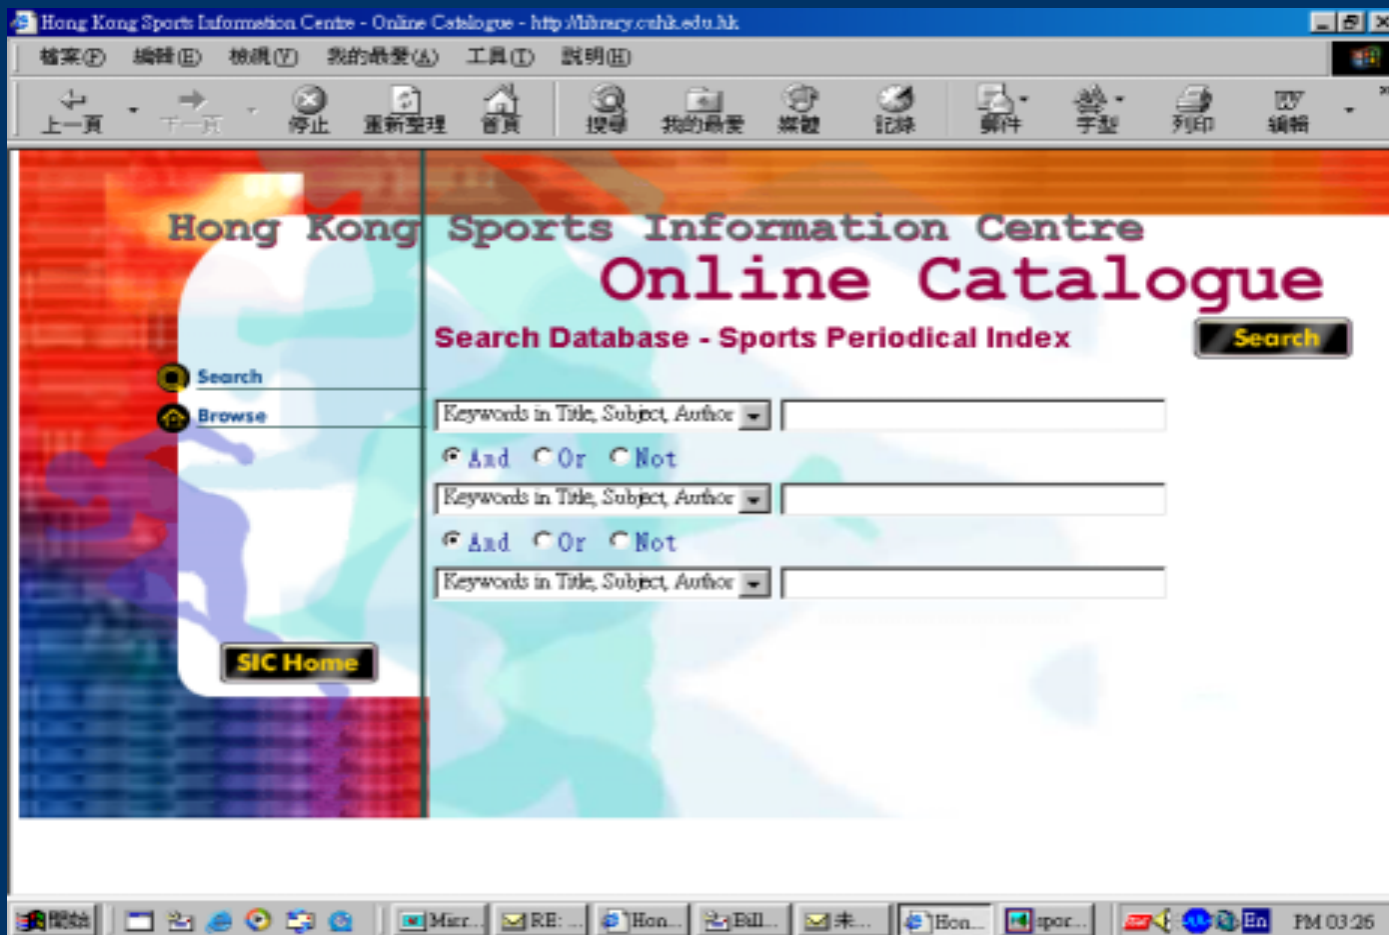 Hong Kong Sports Information Centre - Online Catalogue - http://library.cuhk.edu.hk
檔案(F) 編輯(E) 檢視(V) 我的最愛(A) 工具(T) 説明(H)
上一頁 下一頁 停止 重新整理 首頁 搜尋 我的最愛 媒體 記錄 郵件 字型 列印 編輯
Hong Kong Sports Information Centre
Online Catalogue
Search Database - Sports Periodical Index
Search
Search
Browse
Keywords in Title, Subject, Author
And Or Not
Keywords in Title, Subject, Author
And Or Not
Keywords in Title, Subject, Author
SIC Home
開始 Micr... RE: ... Hon... Bill... 未... Hon... spor... En PM 03:26